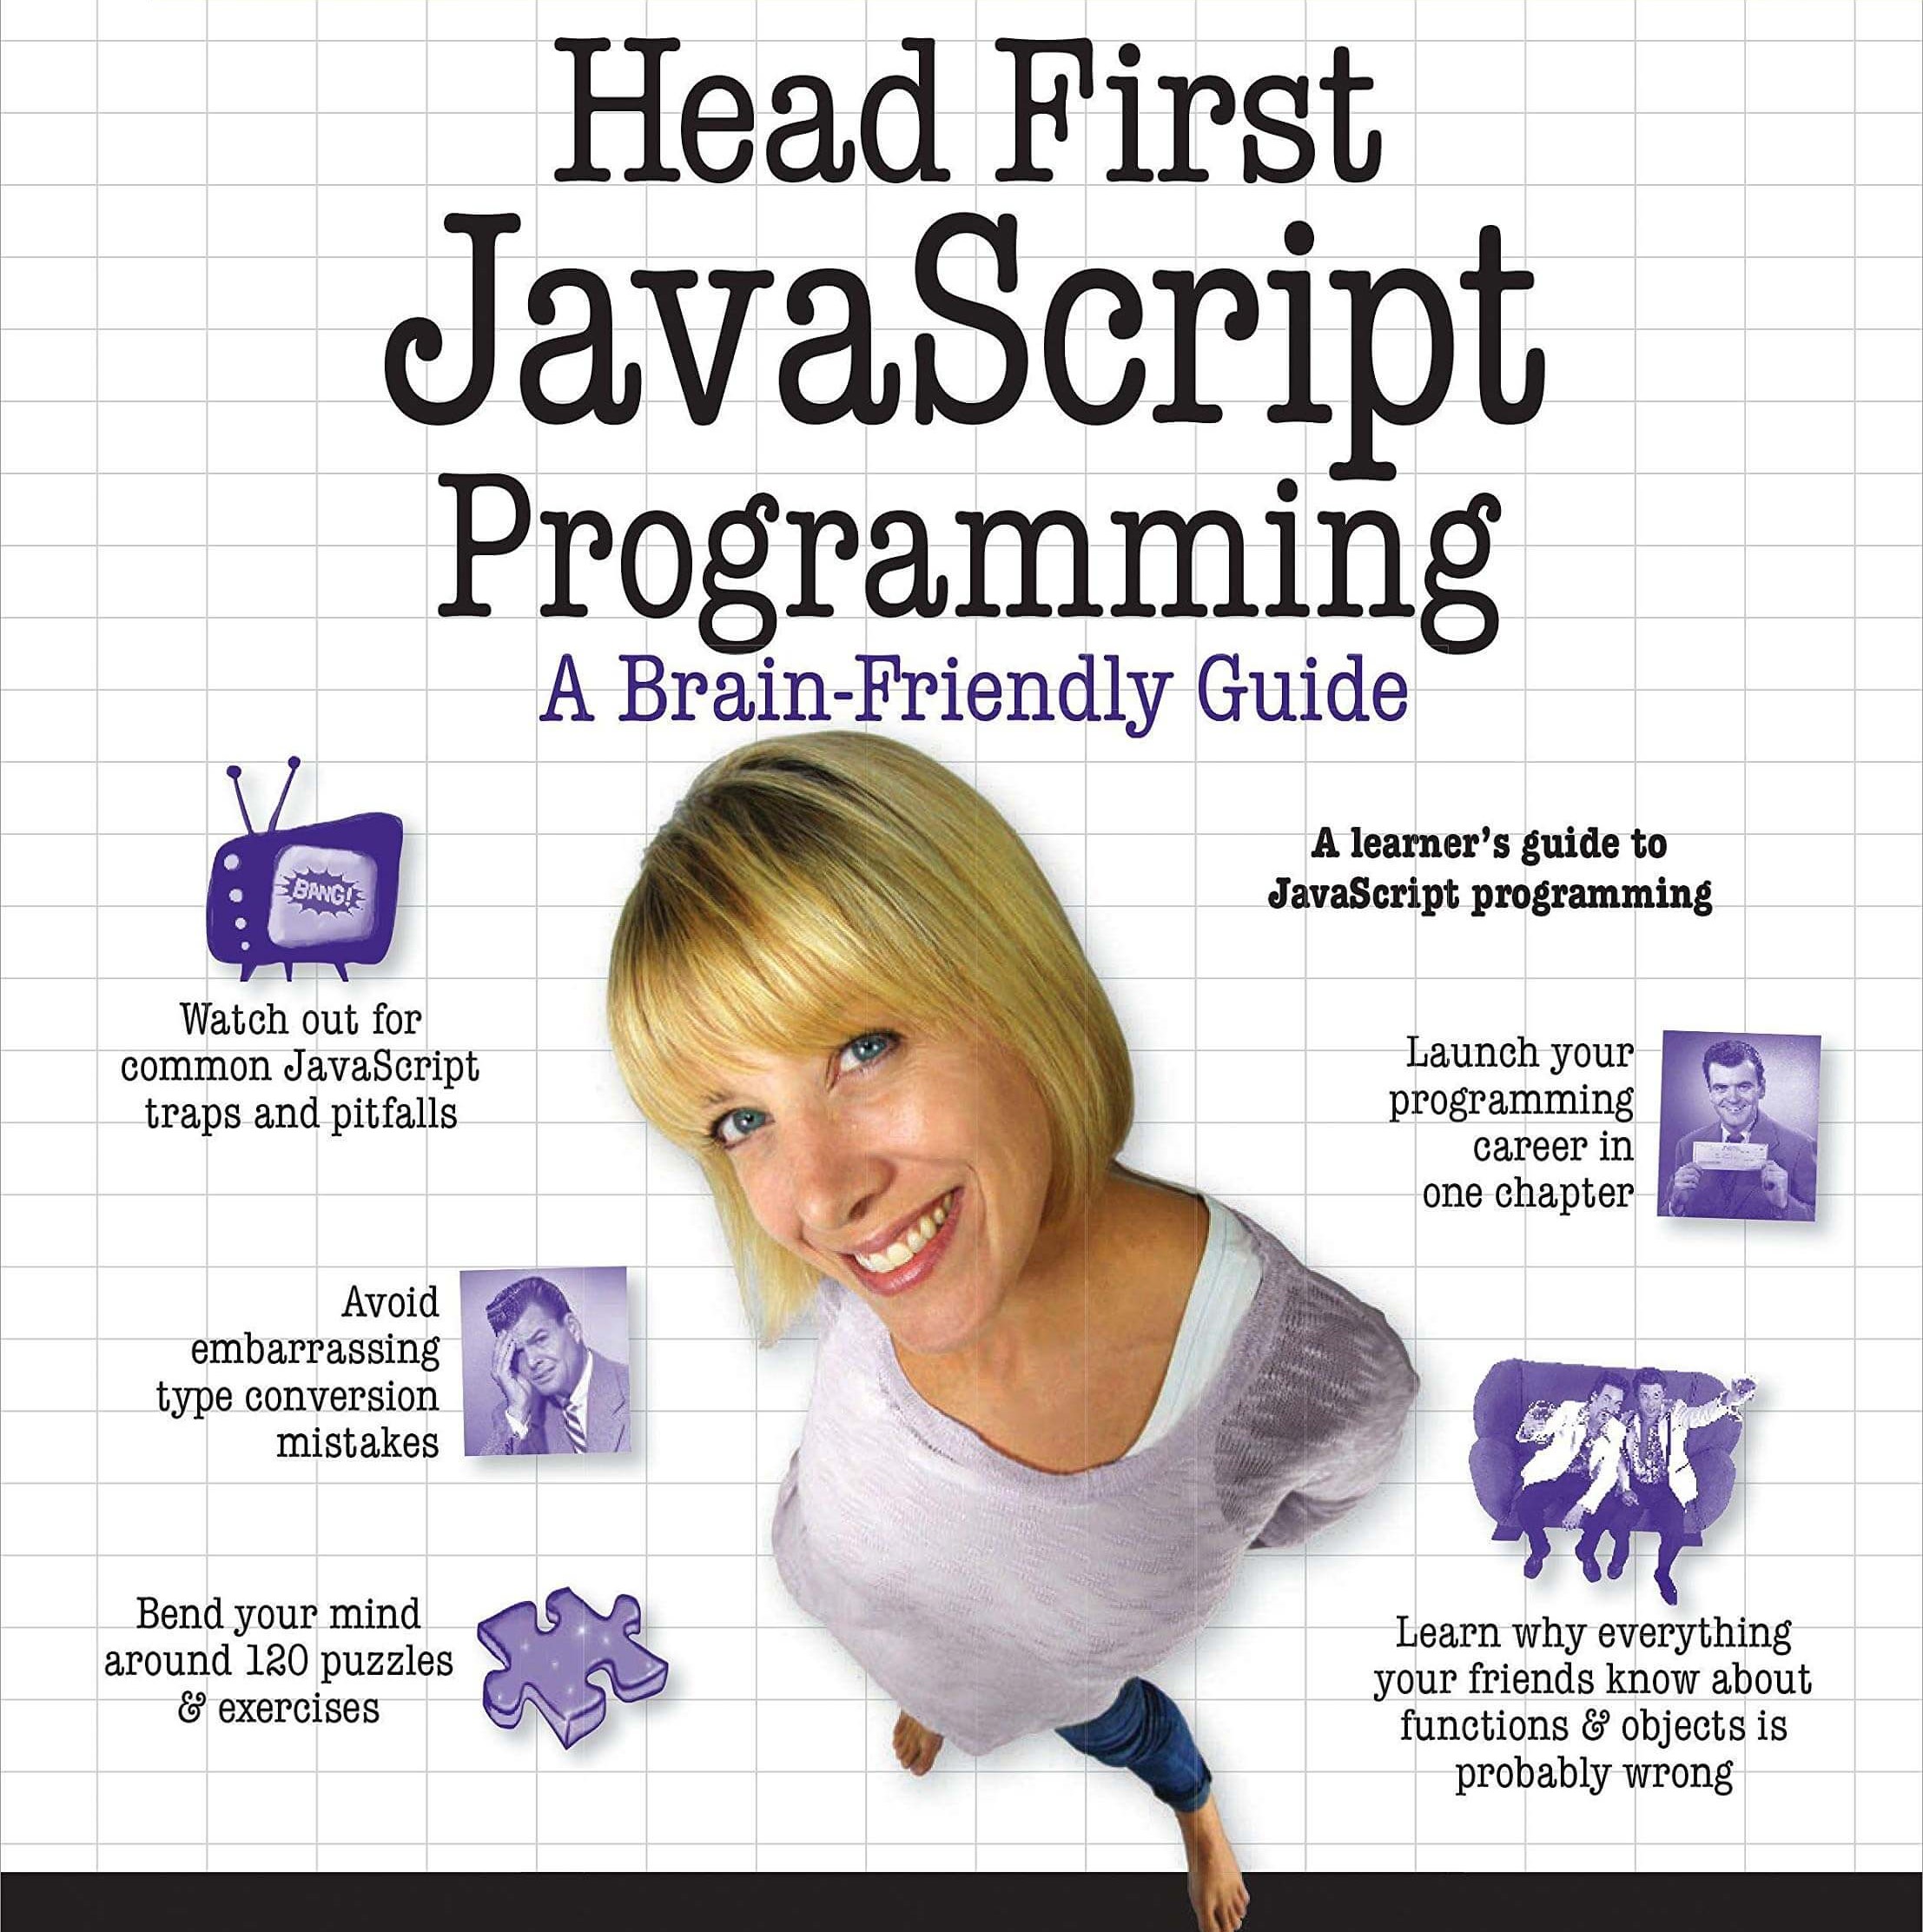 Head First
JavaScript
Programming
A Brain-Friendly Guide
BANG!
Watch out for
common JavaScript
traps and pitfalls
A learner's guide to
JavaScript programming
Launch your
programming
career in
one chapter
Avoid
embarrassing
type conversion
mistakes
Bend your mind
around 120 puzzles
& exercises
Learn why everything
your friends know about
functions & objects is
probably wrong